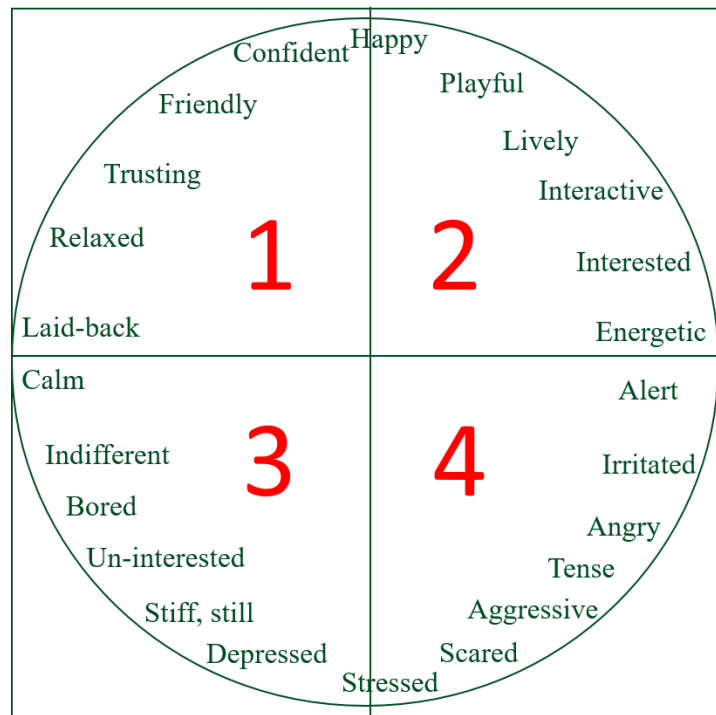 Happy
Confident
Playful
Friendly
Lively
Trusting
Interactive
Relaxed
1
2
Interested
Laid-back
Energetic
Calm
Alert
Indifferent
3
4
Irritated
Bored
Angry
Un-interested
Tense
Stiff, still
Aggressive
Depressed
Scared
Stressed